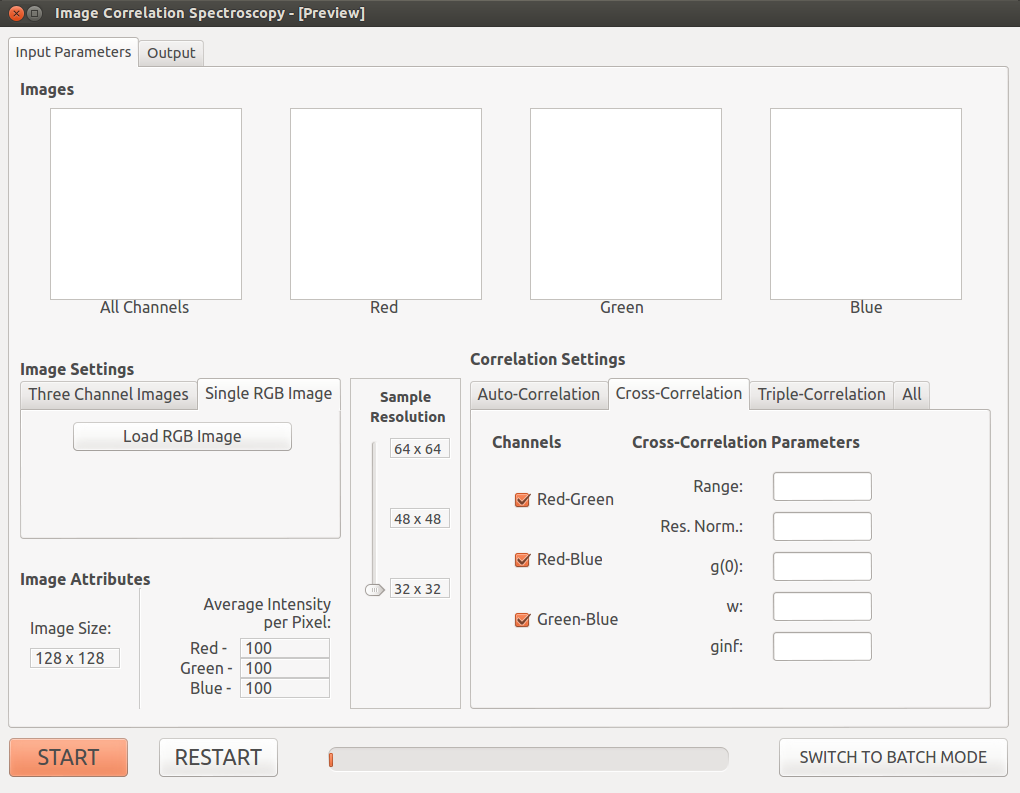 Image Correlation Spectroscopy - [Preview]
Input Parameters
Output
Images
All Channels
Red
Green
Blue
Image Settings
Three Channel Images
Single RGB Image
Load RGB Image
Image Attributes
Image Size:
128 x 128
Average Intensity
per Pixel:
Red - 100
Green - 100
Blue - 100
Sample
Resolution
64 x 64
48 x 48
32 x 32
Correlation Settings
Auto-Correlation
Cross-Correlation
Triple-Correlation
All
Channels
Red-Green
Red-Blue
Green-Blue
Cross-Correlation Parameters
Range:
Res. Norm.:
g(0):
w:
ginf:
START
RESTART
SWITCH TO BATCH MODE